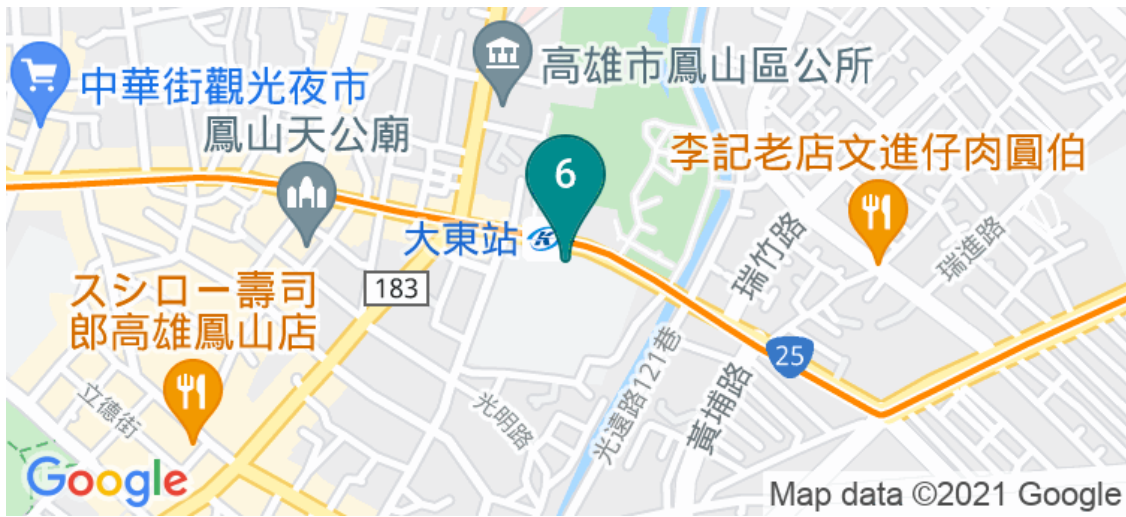 高雄市鳳山區公所
中華街觀光夜市
鳳山天公廟
李記老店文進仔肉圓伯
6
大東站
瑞竹路
瑞進路
183
スシロー壽司
郎高雄鳳山店
25
立德街
光明路
光遠路121巷
黃埔路
Google
Map data ©2021 Google